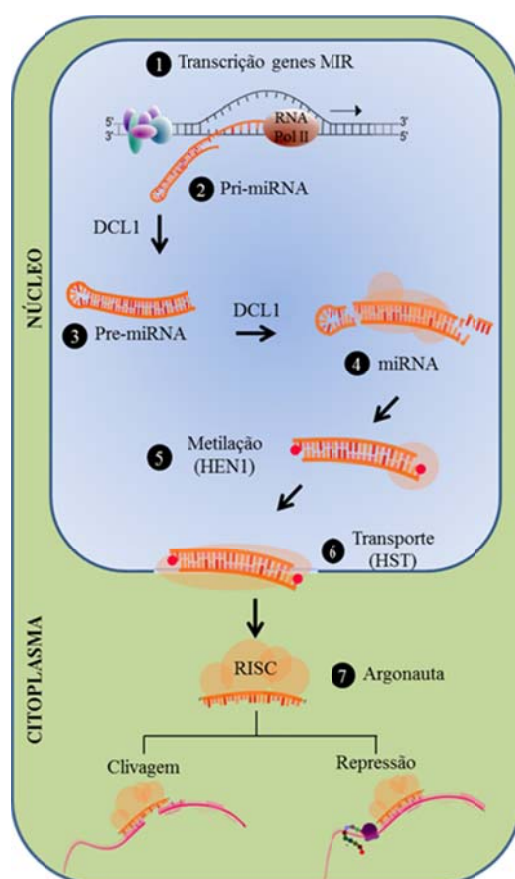 1 Transcrição genes MIR
5' 3'
3' 5'
RNA
Pol II
2 Pri-miRNA
DCL1
NÚCLEO
3 Pre-miRNA
DCL1
4 miRNA
5 Metilação
(HEN1)
6 Transporte
(HST)
CITOPLASMA
RISC
7 Argonauta
Clivagem
Repressão